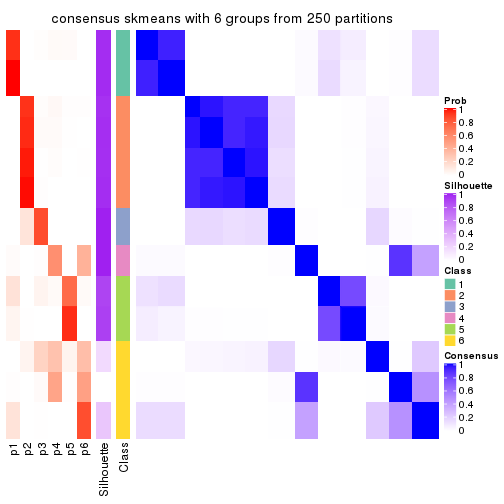 consensus skmeans with 6 groups from 250 partitions
Prob
1
0.8
0.6
0.4
0.2
0
Silhouette
1
0.8
0.6
0.4
0.2
0
Class
1
2
3
4
5
6
Consensus
1
0.8
0.6
0.4
0.2
0
p1
p2
p3
p4
p5
p6
Silhouette
Class